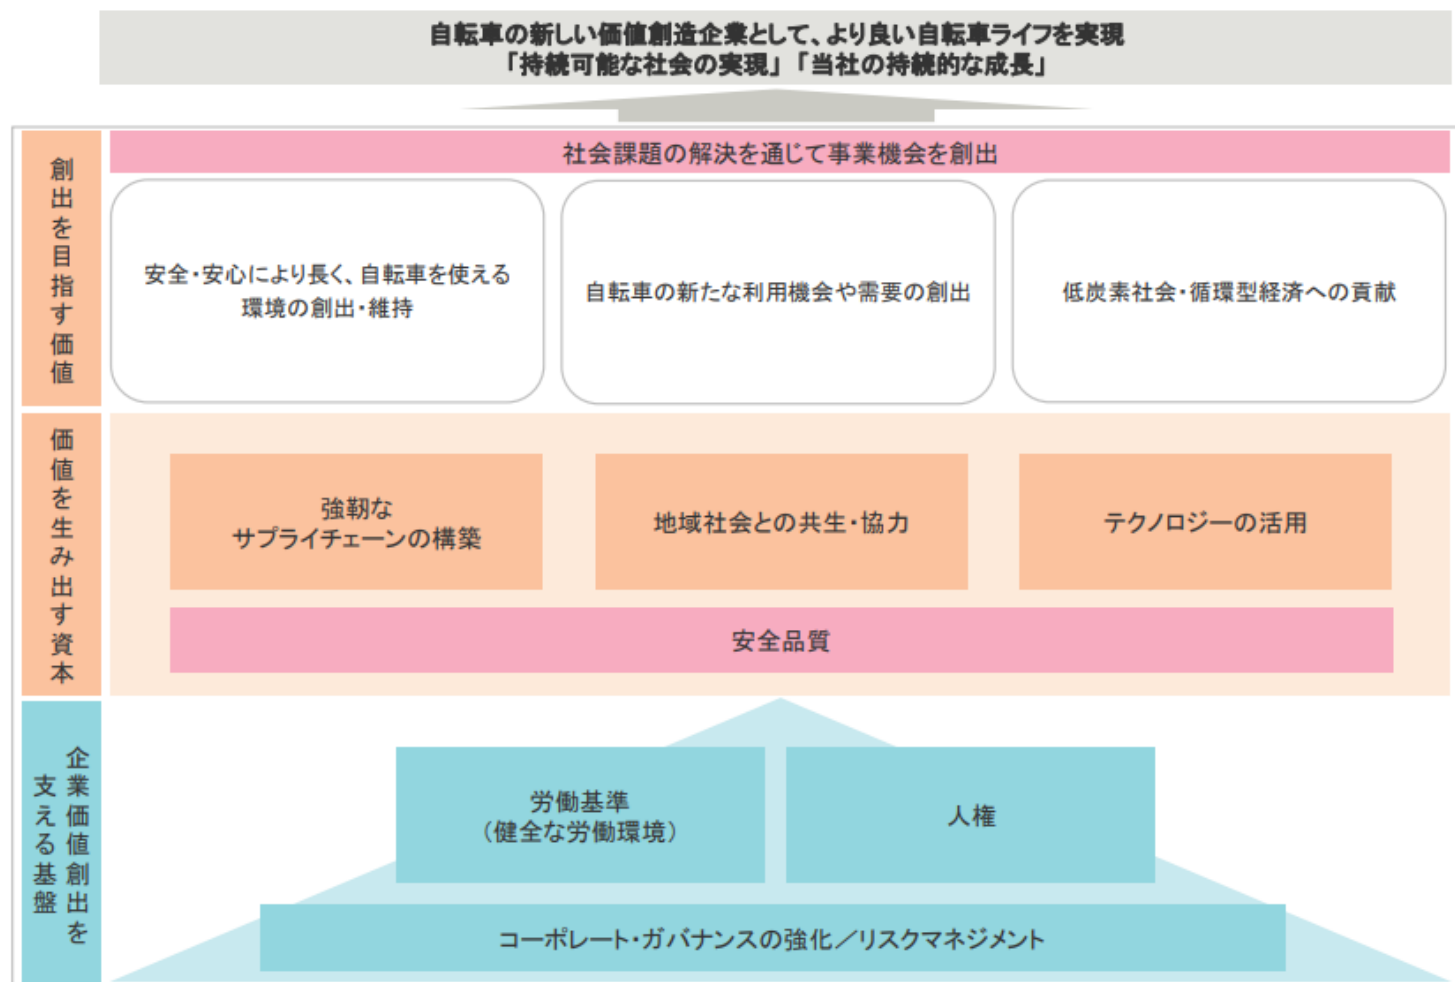 自転車の新しい価値創造企業として、より良い自転車ライフを実現
「持続可能な社会の実現」「当社の持続的な成長」
創出を目指す価値
社会課題の解決を通じて事業機会を創出
安全・安心により長く、自転車を使える
環境の創出・維持
自転車の新たな利用機会や需要の創出
低炭素社会・循環型経済への貢献
価値を生み出す資本
強靭な
サプライチェーンの構築
地域社会との共生・協力
テクノロジーの活用
安全品質
企業価値創出を
支える基盤
労働基準
（健全な労働環境）
人権
コーポレート・ガバナンスの強化／リスクマネジメント